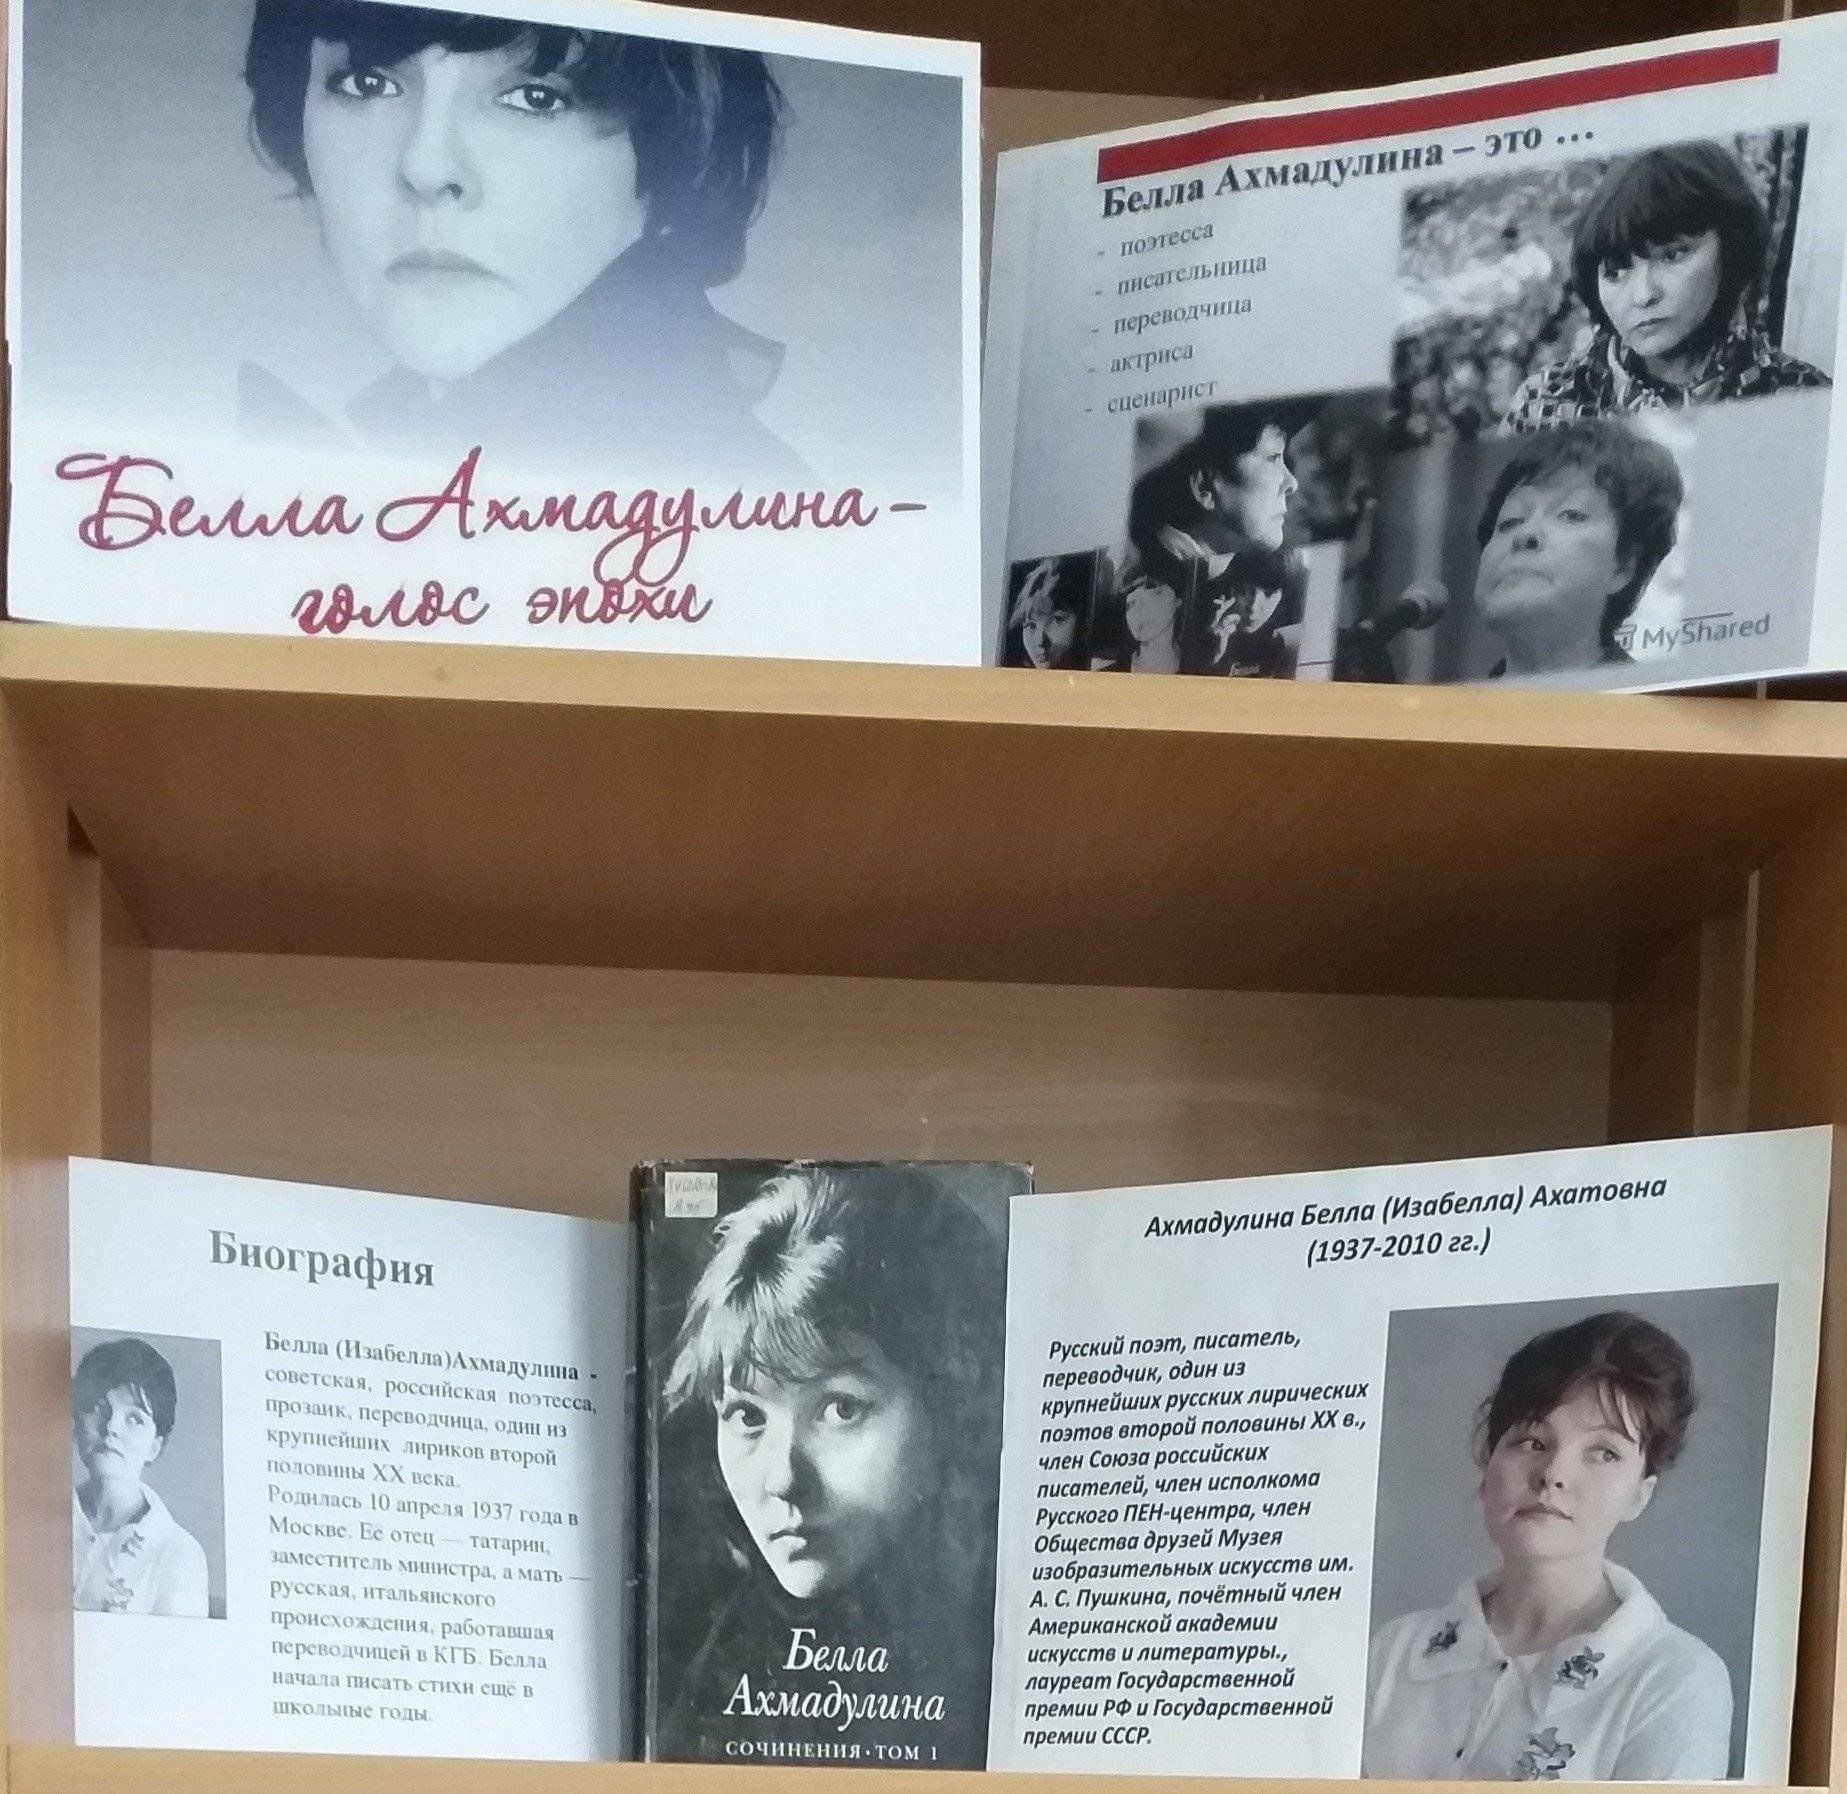 Белла Ахмадулина –
голос эпохи
Белла Ахмадулина – это ...
- поэтесса
- писательница
- переводчица
- актриса
- сценарист
MyShared
Биография
Белла (Изабелла)Ахмадулина -
советская, российская поэтесса,
прозаик, переводчица, один из
крупнейших лириков второй
половины XX века.
Родилась 10 апреля 1937 года в
Москве. Её отец — татарин,
заместитель министра, а мать —
русская, итальянского
происхождения, работавшая
переводчицей в КГБ. Белла
начала писать стихи ещё в
школьные годы.
Белла
Ахмадулина
СОЧИНЕНИЯ · ТОМ 1
Ахмадулина Белла (Изабелла) Ахатовна
(1937-2010 гг.)
Русский поэт, писатель,
переводчик, один из
крупнейших русских лирических
поэтов второй половины XX в.,
член Союза российских
писателей, член исполкома
Русского ПЕН-центра, член
Общества друзей Музея
изобразительных искусств им.
А. С. Пушкина, почётный член
Американской академии
искусств и литературы.,
лауреат Государственной
премии РФ и Государственной
премии СССР.